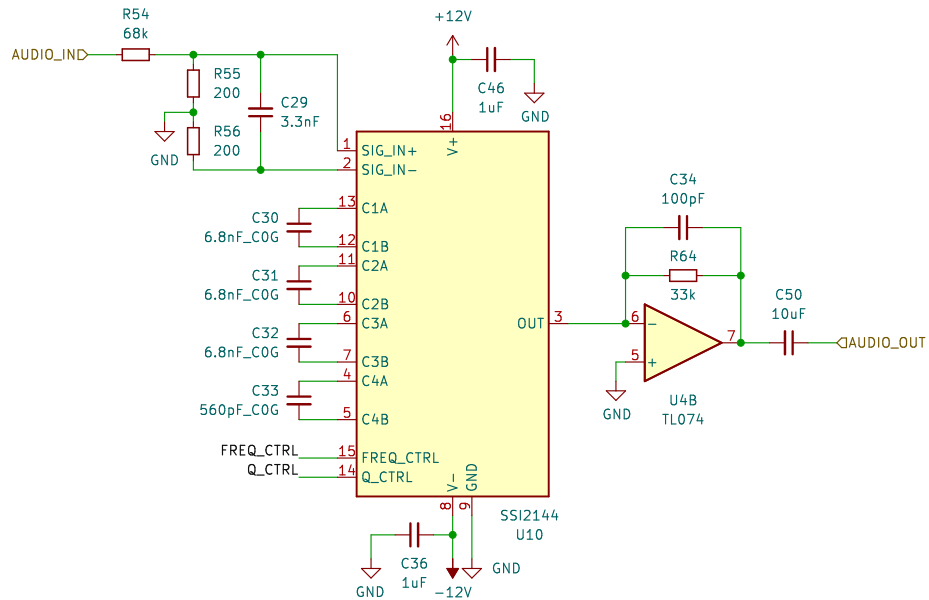 R54
68k
AUDIO_IN
R55
200
R56
200
GND
C29
3.3nF
+12V
C46
1uF
GND
16
V+
1
SIG_IN+
2
SIG_IN-
13
C1A
C30
6.8nF_C0G
12
C1B
11
C2A
C31
6.8nF_C0G
10
C2B
6
C3A
C32
6.8nF_C0G
7
C3B
4
C4A
C33
560pF_C0G
5
C4B
FREQ_CTRL
15
FREQ_CTRL
Q_CTRL
14
Q_CTRL
V-
GND
8
9
SSI2144
U10
C36
1uF
GND
-12V
GND
OUT
3
C34
100pF
R64
33k
6
-
5
+
7
GND
U4B
TL074
C50
10uF
AUDIO_OUT